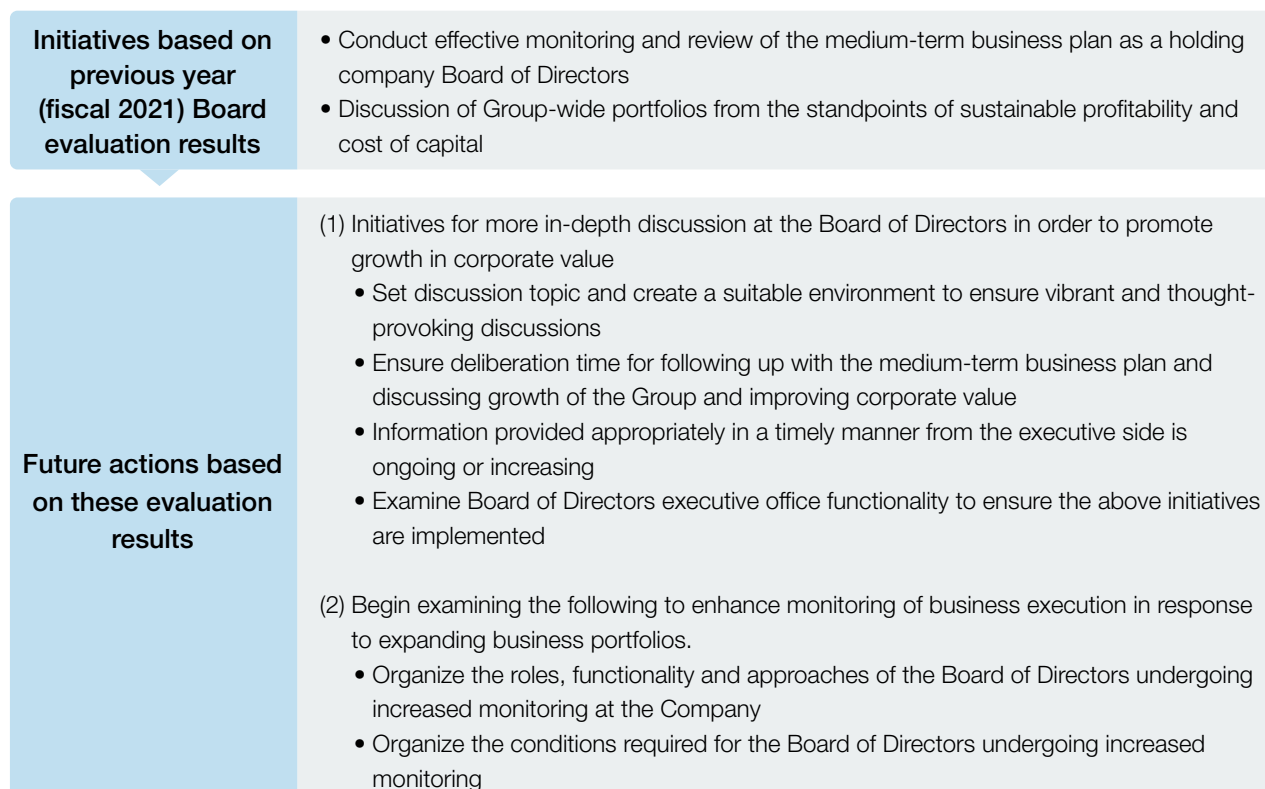 Initiatives based on
previous year
(fiscal 2021) Board
evaluation results
• Conduct effective monitoring and review of the medium-term business plan as a holding
company Board of Directors
• Discussion of Group-wide portfolios from the standpoints of sustainable profitability and
cost of capital
Future actions based
on these evaluation
results
(1) Initiatives for more in-depth discussion at the Board of Directors in order to promote
growth in corporate value
• Set discussion topic and create a suitable environment to ensure vibrant and thought-
provoking discussions
• Ensure deliberation time for following up with the medium-term business plan and
discussing growth of the Group and improving corporate value
• Information provided appropriately in a timely manner from the executive side is
ongoing or increasing
• Examine Board of Directors executive office functionality to ensure the above initiatives
are implemented
(2) Begin examining the following to enhance monitoring of business execution in response
to expanding business portfolios.
• Organize the roles, functionality and approaches of the Board of Directors undergoing
increased monitoring at the Company
• Organize the conditions required for the Board of Directors undergoing increased
monitoring